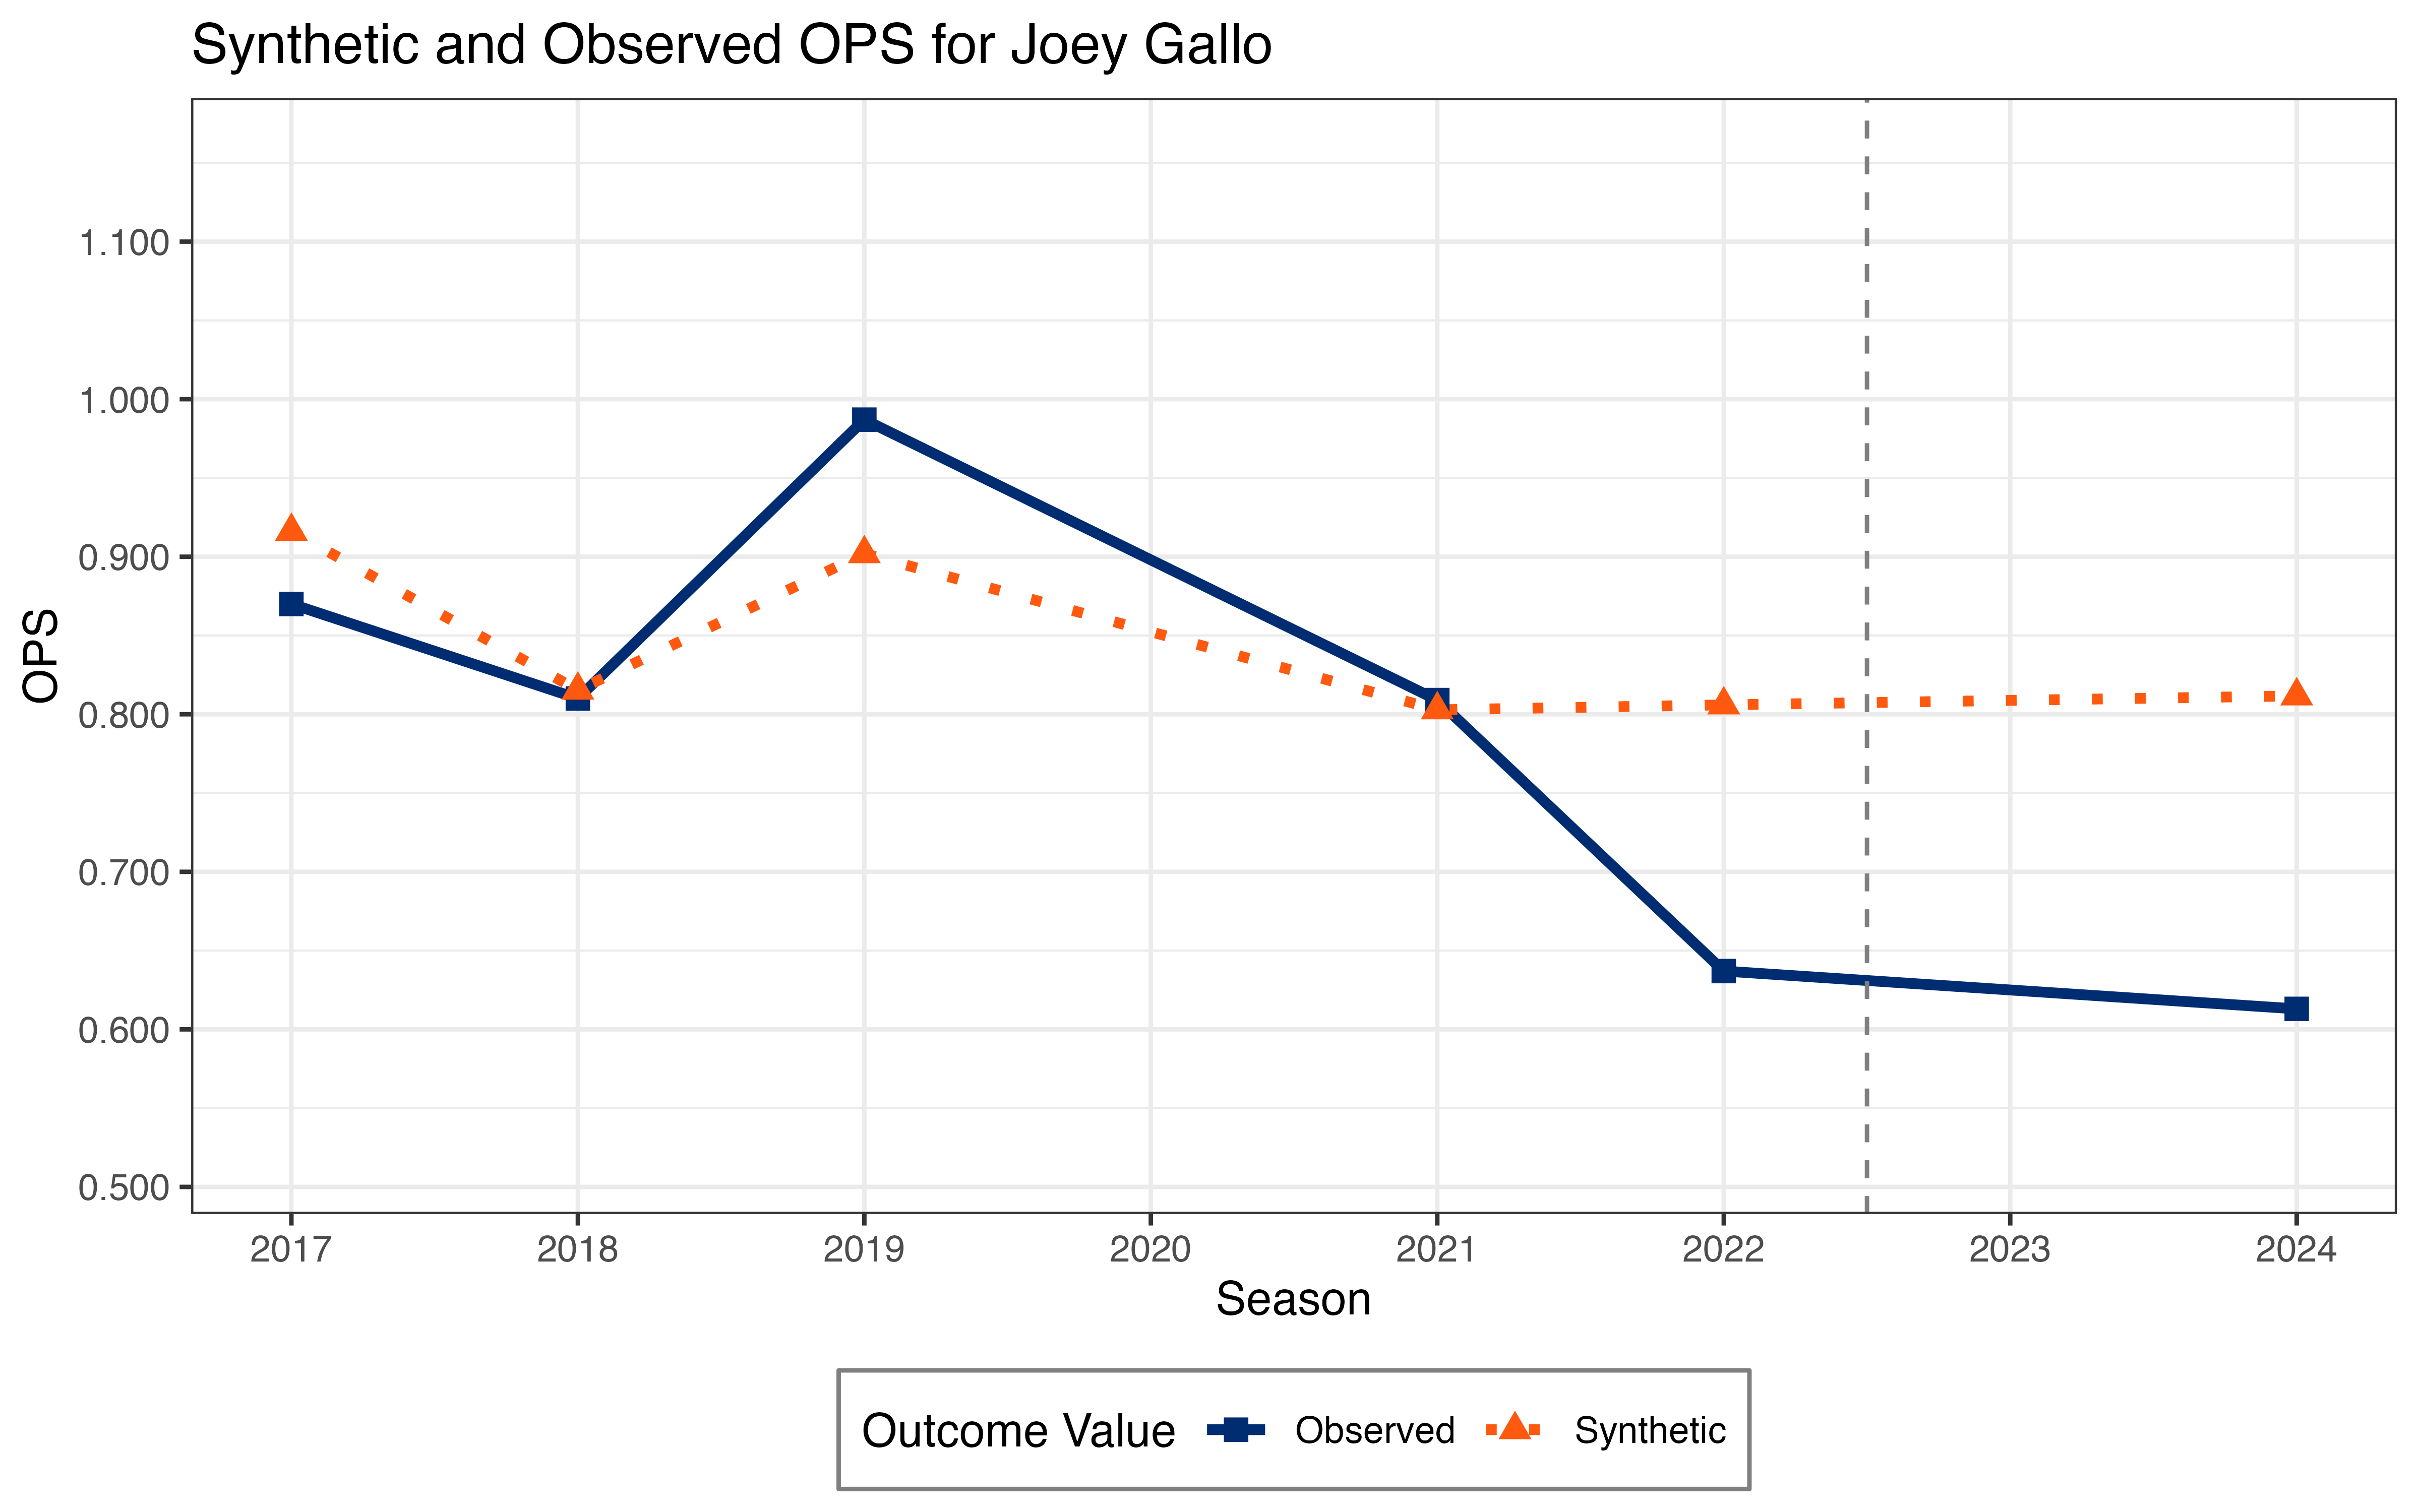 Synthetic and Observed OPS for Joey Gallo
1.100
1.000
0.900
0.800
0.700
0.600
0.500
OPS
2017 2018 2019 2020 2021 2022 2023 2024
Season
Outcome Value Observed Synthetic